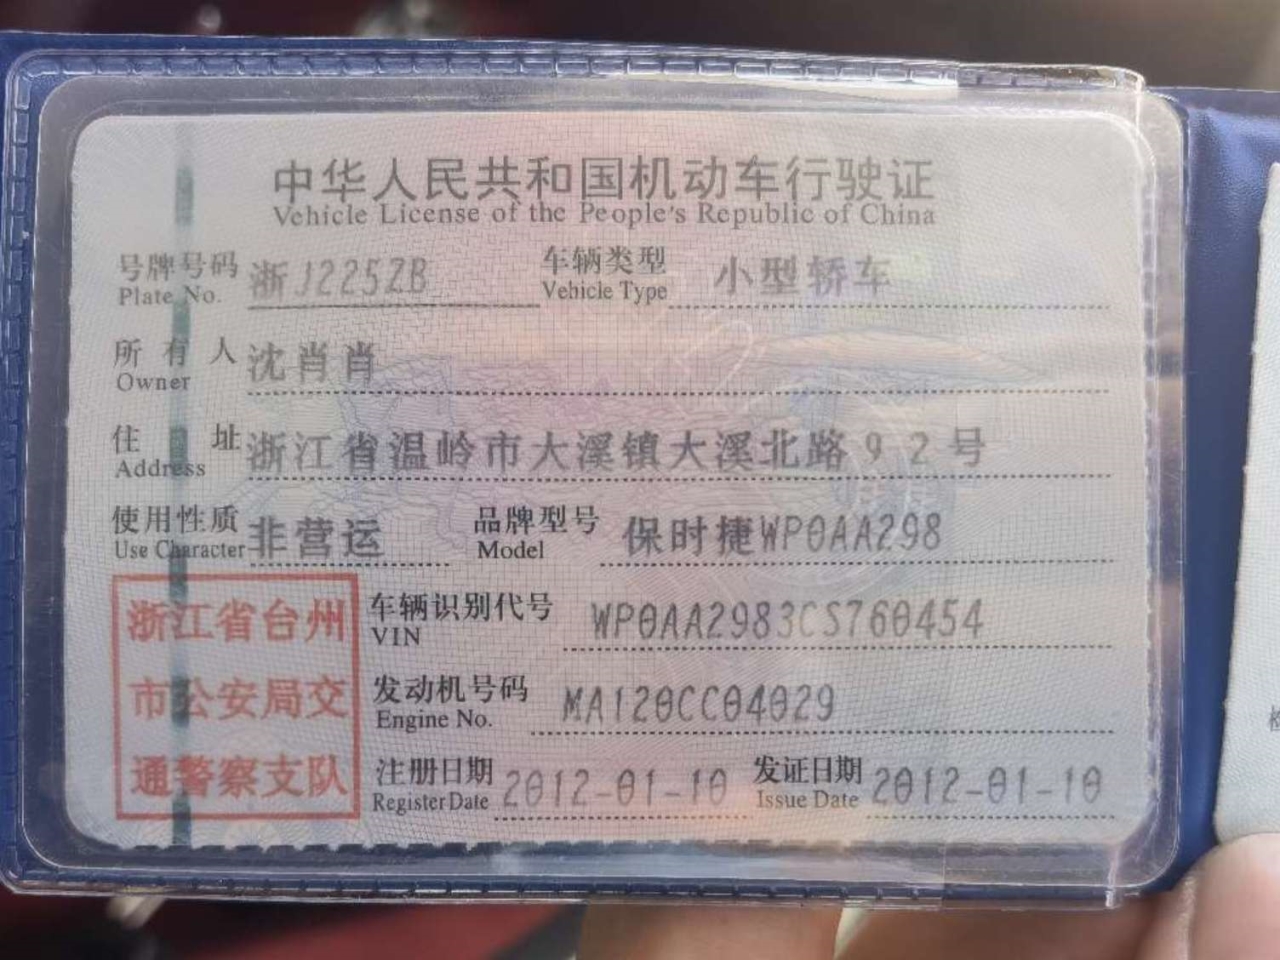 中华人民共和国机动车行驶证
Vehicle License of the People's Republic of China
号牌号码 浙J225ZB 车辆类型 小型轿车
Plate No. Vehicle Type
所有人 沈肖肖
Owner
住址 浙江省温岭市大溪镇大溪北路92号
Address
使用性质 非营运 品牌型号 保时捷WP0AA298
Use Character Model
浙江省台州
市公安局交
通警察支队
车辆识别代号 WP0AA2983CS760454
VIN
发动机号码 MA120CC04029
Engine No.
注册日期 2012-01-10 发证日期 2012-01-10
Register Date Issue Date